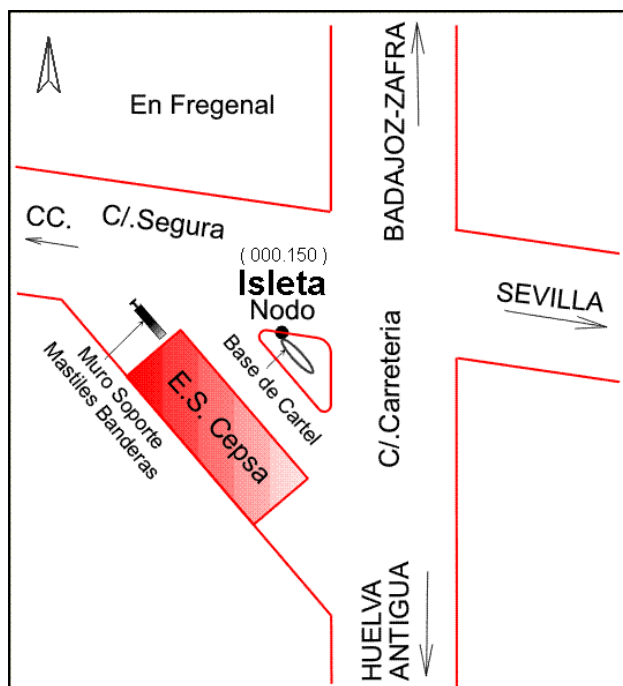 En Fregenal
BADAJOZ-ZAFRA
CC.
C/.Segura
( 000.150 )
Isleta
Nodo
SEVILLA
Base de Cartel
Muro Soporte
Mastiles Banderas
E.S. Cepsa
C/.Carreteria
HUELVA
ANTIGUA